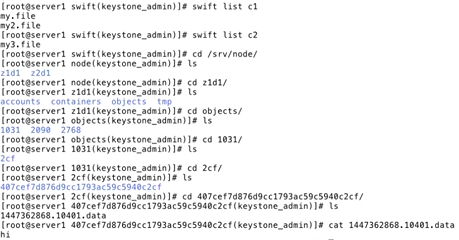 [root@server1 swift(keystone_admin)]# swift list c1
my.file
my2.file
[root@server1 swift(keystone_admin)]# swift list c2
my3.file
[root@server1 swift(keystone_admin)]# cd /srv/node/
[root@server1 node(keystone_admin)]# ls
z1d1  z2d1
[root@server1 node(keystone_admin)]# cd z1d1/
[root@server1 z1d1(keystone_admin)]# ls
accounts  containers  objects  tmp
[root@server1 z1d1(keystone_admin)]# cd objects/
[root@server1 objects(keystone_admin)]# ls
1031  2090  2768
[root@server1 objects(keystone_admin)]# cd 1031/
[root@server1 1031(keystone_admin)]# ls
2cf
[root@server1 1031(keystone_admin)]# cd 2cf/
[root@server1 2cf(keystone_admin)]# ls
407cef7d876d9cc1793ac59c5940c2cf
[root@server1 2cf(keystone_admin)]# cd 407cef7d876d9cc1793ac59c5940c2cf/
[root@server1 407cef7d876d9cc1793ac59c5940c2cf(keystone_admin)]# ls
1447362868.10401.data
[root@server1 407cef7d876d9cc1793ac59c5940c2cf(keystone_admin)]# cat 1447362868.10401.data
hi